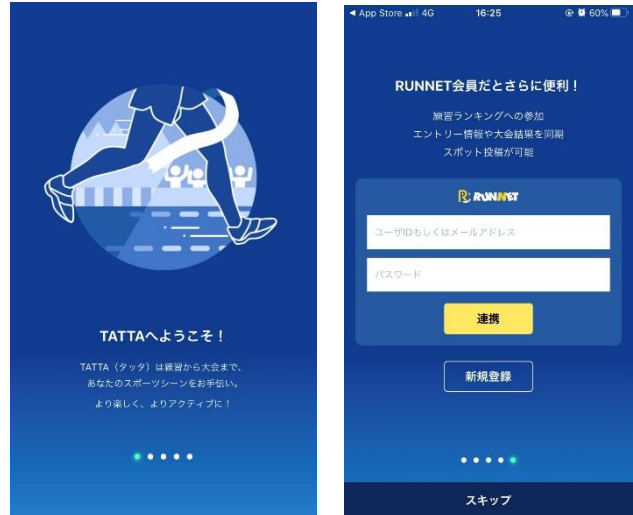 TATTAへようこそ！
TATTA（タッタ）は練習から大会まで、
あなたのスポーツシーンをお手伝い。
より楽しく、よりアクティブに！
App Store 4G 16:25 60%
RUNNET会員だとさらに便利！
練習ランキングへの参加
エントリー情報や大会結果を同期
スポット投稿が可能
R RUNNET
ユーザIDもしくはメールアドレス
パスワード
連携
新規登録
スキップ